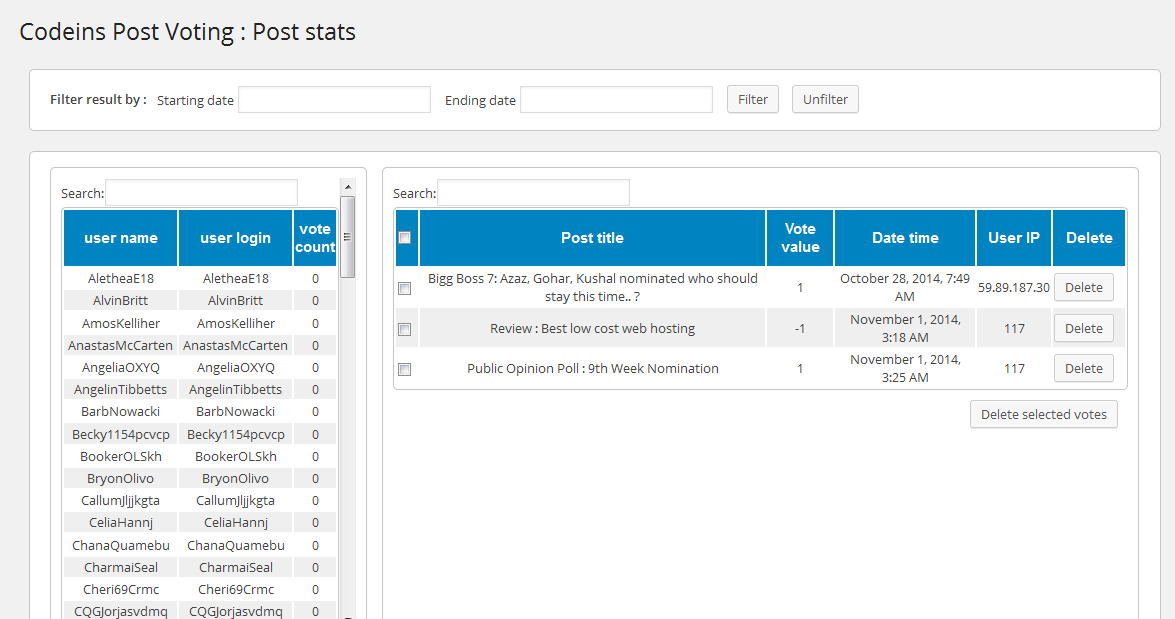 Codeins Post Voting : Post stats
Filter result by : Starting date Ending date Filter Unfilter
Search:
user name user login vote count
AletheaE18 AletheaE18 0
AlvinBritt AlvinBritt 0
AmosKelliher AmosKelliher 0
AnastasMcCarten AnastasMcCarten 0
AngeliaOXYQ AngeliaOXYQ 0
AngelinTibbetts AngelinTibbetts 0
BarbNowacki BarbNowacki 0
Becky1154pcvcp Becky1154pcvcp 0
BookerOLSkh BookerOLSkh 0
BryonOlivo BryonOlivo 0
CallumJljjkgta CallumJljjkgta 0
CeliaHannj CeliaHannj 0
ChanaQuamebu ChanaQuamebu 0
CharmaiSeal CharmaiSeal 0
Cheri69Crmc Cheri69Crmc 0
CQGJorjasvdmq CQGJorjasvdmq 0
Search:
Post title Vote value Date time User IP Delete
Bigg Boss 7: Azaz, Gohar, Kushal nominated who should stay this time.. ? 1 October 28, 2014, 7:49 AM 59.89.187.30 Delete
Review : Best low cost web hosting -1 November 1, 2014, 3:18 AM 117 Delete
Public Opinion Poll : 9th Week Nomination 1 November 1, 2014, 3:25 AM 117 Delete
Delete selected votes